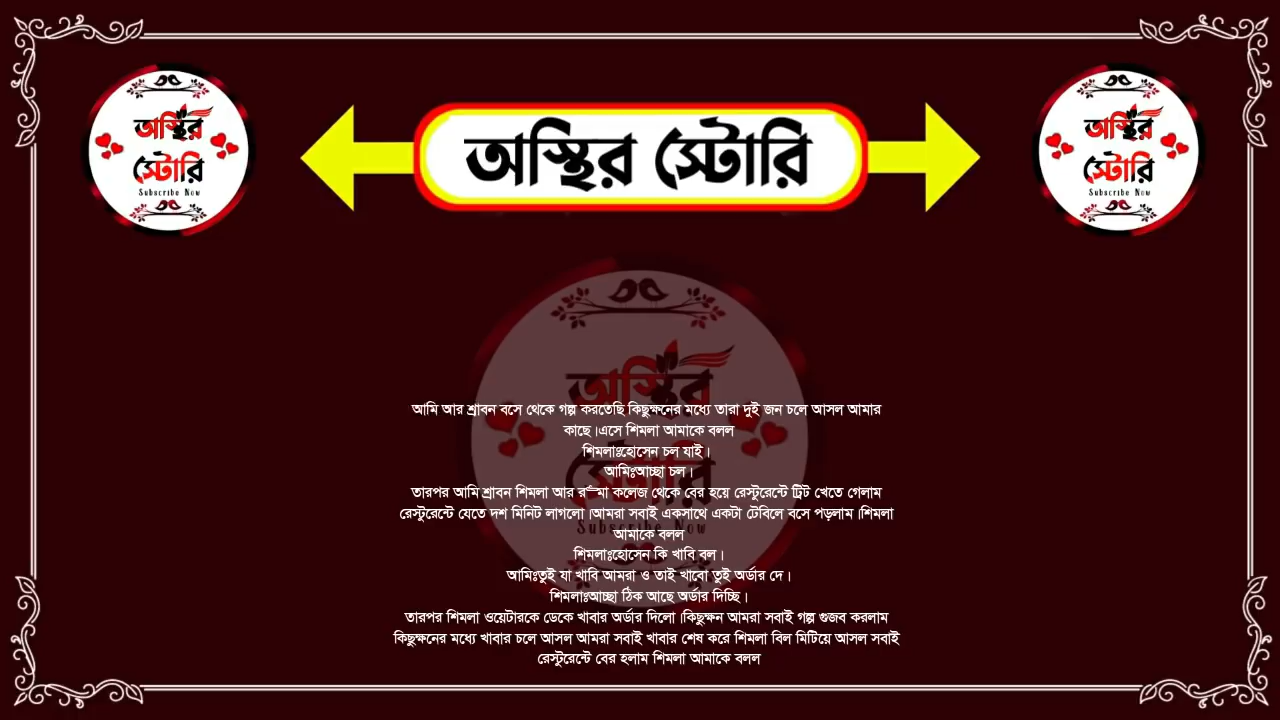 অস্থির
স্টোরি
Subscribe Now
অস্থির স্টোরি
অস্থির
স্টোরি
Subscribe Now
অস্থির
স্টোরি
Subscribe Now
আমি আর শ্রাবন বসে থেকে গল্প করতেছি কিছুক্ষনের মধ্যে তারা দুই জন চলে আসল আমার
কাছে।এসে শিমলা আমাকে বলল
শিমলাঃহোসেন চল যাই।
আমিঃআচ্ছা চল।
তারপর আমি শ্রাবন শিমলা আর কলেজ থেকে বের হয়ে রেস্টুরেন্টে ট্রিট খেতে গেলাম
রেস্টুরেন্টে যেতে দশ মিনিট লাগলো।আমরা সবাই একসাথে একটা টেবিলে বসে পড়লাম।শিমলা
আমাকে বলল
শিমলাঃহোসেন কি খাবি বল।
আমিঃতুই যা খাবি আমরা ও তাই খাবো তুই অর্ডার দে।
শিমলাঃআচ্ছা ঠিক আছে অর্ডার দিচ্ছি।
তারপর শিমলা ওয়েটারকে ডেকে খাবার অর্ডার দিলো।কিছুক্ষন আমরা সবাই গল্প গুজব করলাম
কিছুক্ষনের মধ্যে খাবার চলে আসল আমরা সবাই খাবার শেষ করে শিমলা বিল মিটিয়ে আসল সবাই
রেস্টুরেন্টে বের হলাম শিমলা আমাকে বলল